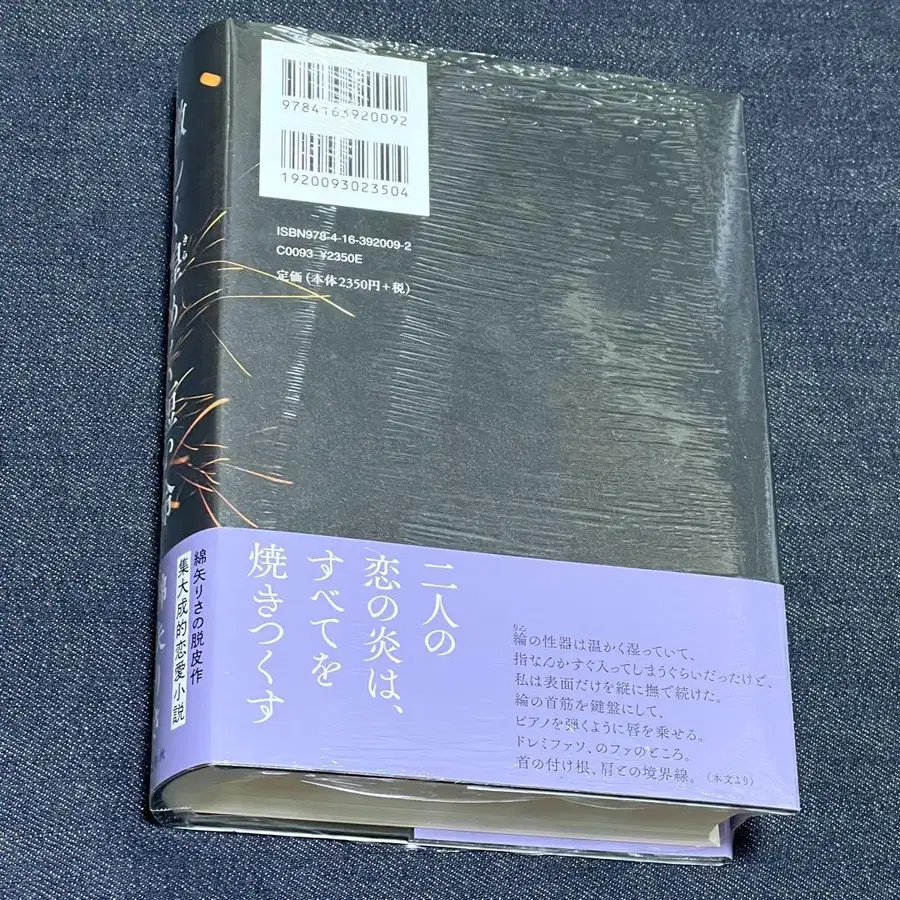 9784163920092
1920093023504
ISBN978-4-16-392009-2
C0093 ¥2350E
定価（本体2350円+税）
綿矢りさの脱皮作
集大成的恋愛小説
二人の
恋の炎は、
すべてを
焼きつくす
りん
綸の性器は温かく湿っていて、
指なんかすぐ入ってしまうぐらいだったけど、
私は表面だけを縦に撫で続けた。
綸の首筋を鍵盤にして、
ピアノを弾くように唇を乗せる。
ドレミファソ、のファのところ。
首の付け根、肩との境界線。（本文より）